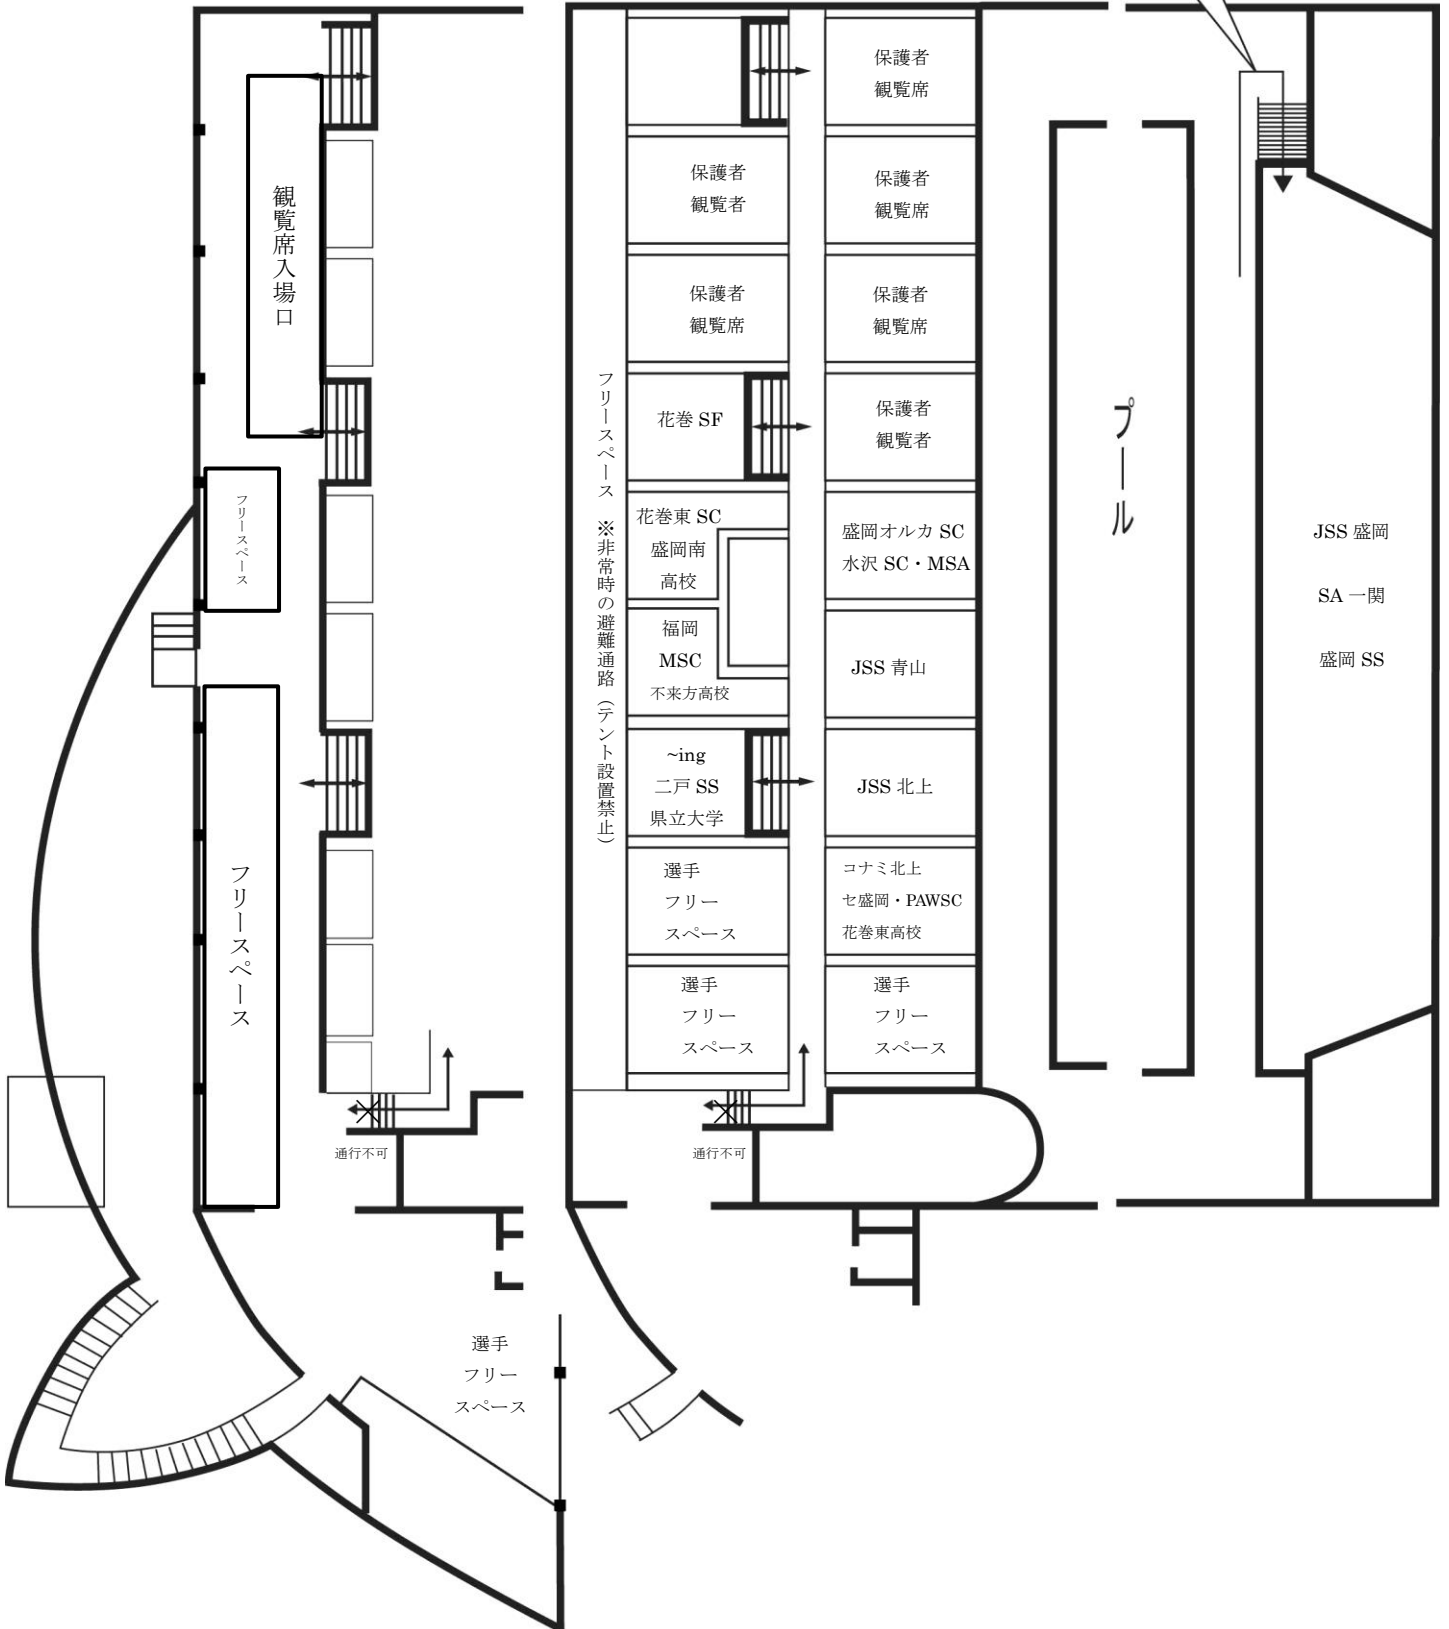 観覧席入場口
フリースペース
フリースペース
通行不可
選手
フリー
スペース
フリースペース　※非常時の避難通路（テント設置禁止）
保護者
観覧者
保護者
観覧席
花巻 SF
花巻東 SC
盛岡南
高校
福岡
MSC
不来方高校
~ing
二戸 SS
県立大学
選手
フリー
スペース
選手
フリー
スペース
通行不可
保護者
観覧席
保護者
観覧席
保護者
観覧席
保護者
観覧者
盛岡オルカ SC
水沢 SC・MSA
JSS 青山
JSS 北上
コナミ北上
セ盛岡・PAWSC
花巻東高校
選手
フリー
スペース
プール
JSS 盛岡
SA 一関
盛岡 SS